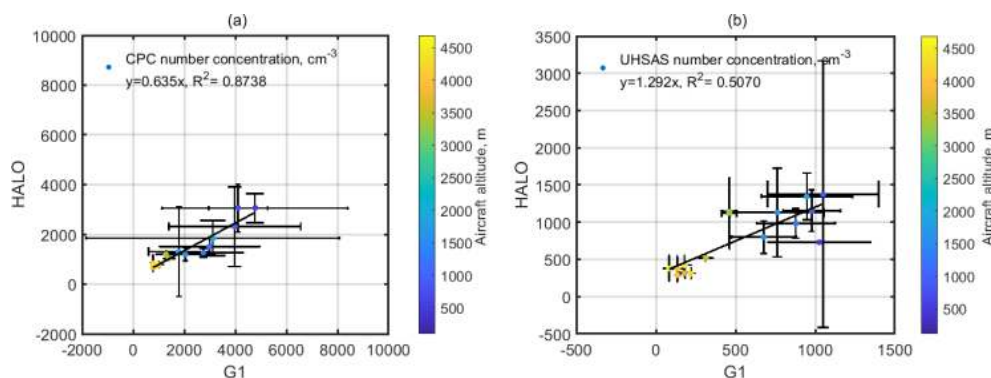 (a)
10000
8000
6000
4000
2000
0
-2000
HALO
CPC number concentration, cm-3
y=0.635x, R2= 0.8738
-2000 0 2000 4000 6000 8000 10000
G1
4500
4000
3500
3000
2500
2000
1500
1000
500
Aircraft altitude, m
(b)
3500
3000
2500
2000
1500
1000
500
0
-500
HALO
UHSAS number concentration, cm-3
y=1.292x, R2= 0.5070
-500 0 500 1000 1500
G1
4500
4000
3500
3000
2500
2000
1500
1000
500
Aircraft altitude, m